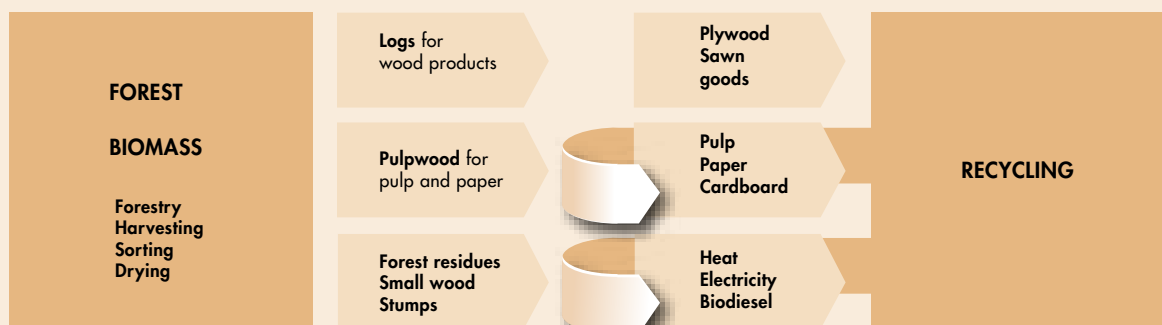 FOREST
BIOMASS
Forestry
Harvesting
Sorting
Drying
Logs for
wood products
Pulpwood for
pulp and paper
Forest residues
Small wood
Stumps
Plywood
Sawn
goods
Pulp
Paper
Cardboard
Heat
Electricity
Biodiesel
RECYCLING